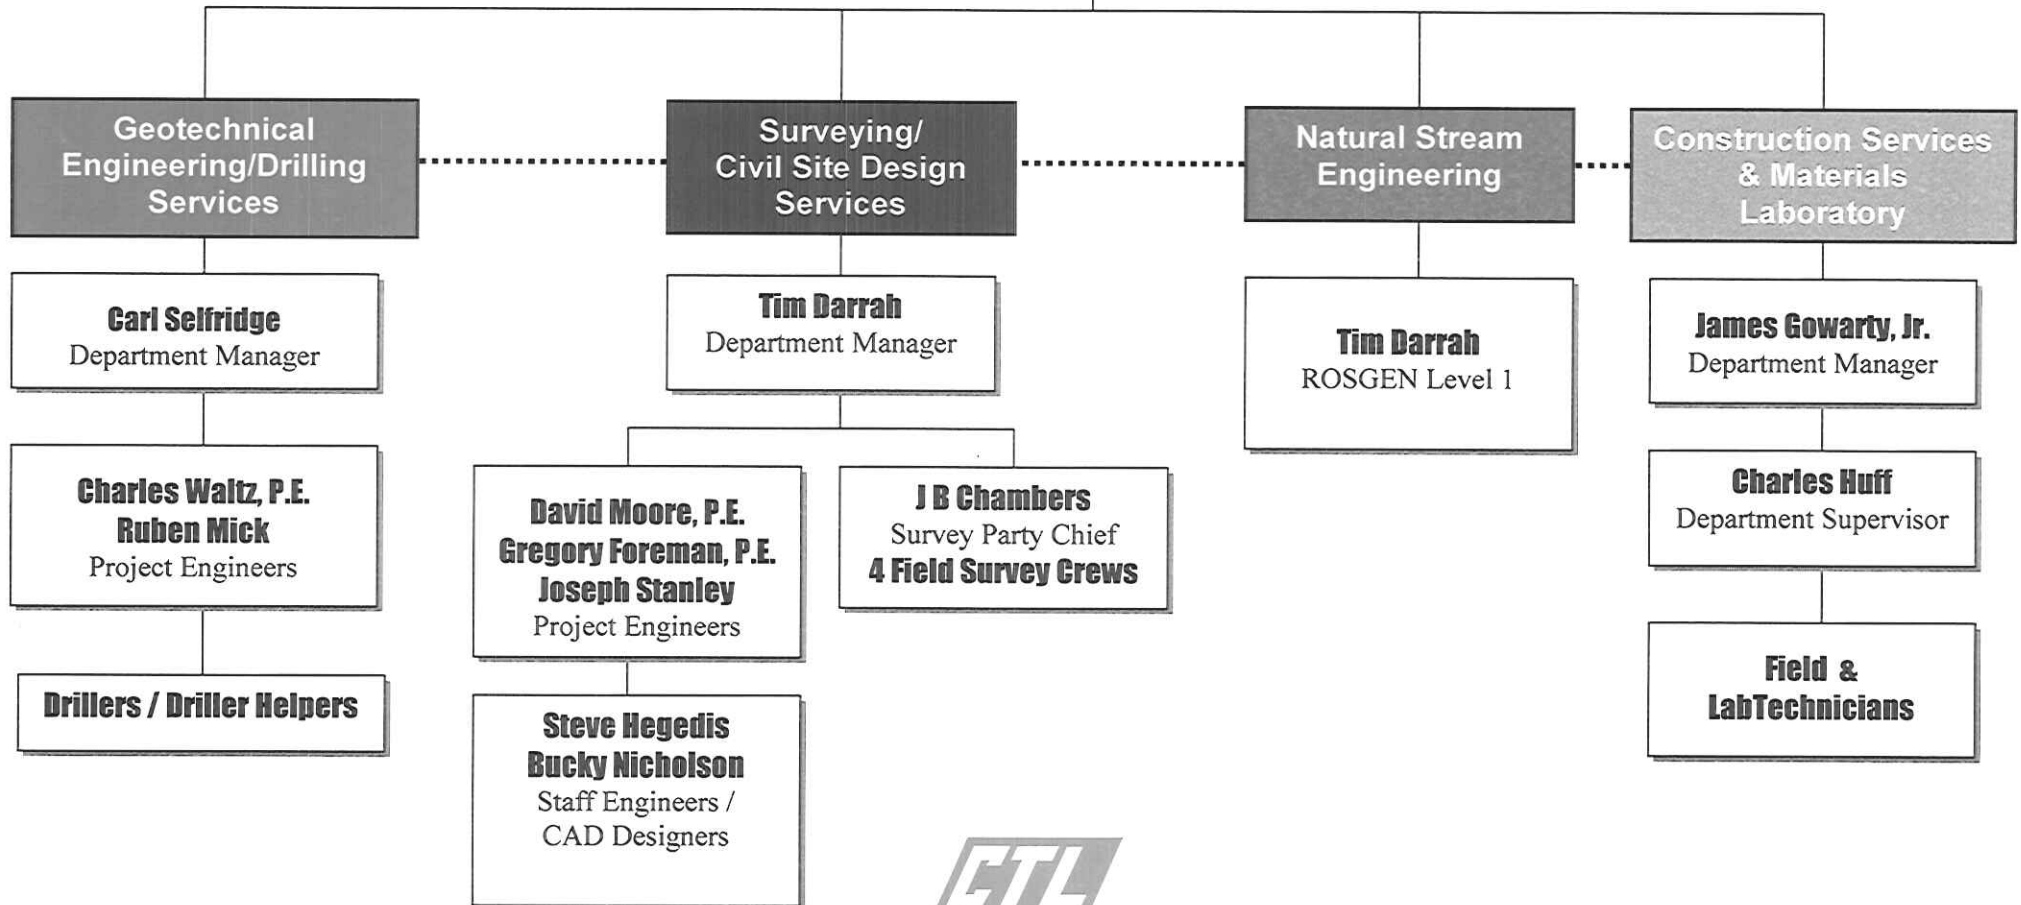 Geotechnical
Engineering/Drilling
Services
Surveying/
Civil Site Design
Services
Natural Stream
Engineering
Construction Services
& Materials
Laboratory
Carl Selfridge
Department Manager
Tim Darrah
Department Manager
Tim Darrah
ROSGEN Level 1
James Gowarty, Jr.
Department Manager
Charles Waltz, P.E.
Ruben Mick
Project Engineers
David Moore, P.E.
Gregory Foreman, P.E.
Joseph Stanley
Project Engineers
J B Chambers
Survey Party Chief
4 Field Survey Crews
Charles Huff
Department Supervisor
Drillers / Driller Helpers
Steve Hegedis
Bucky Nicholson
Staff Engineers /
CAD Designers
Field &
LabTechnicians
CTL